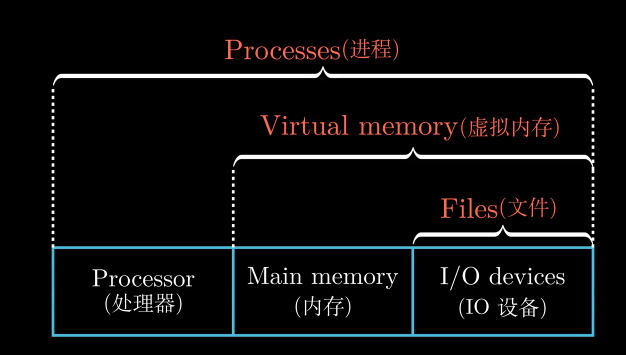 Processes(进程)
Virtual memory(虚拟内存)
Files(文件)
Processor
(处理器)
Main memory
(内存)
I/O devices
(IO 设备)